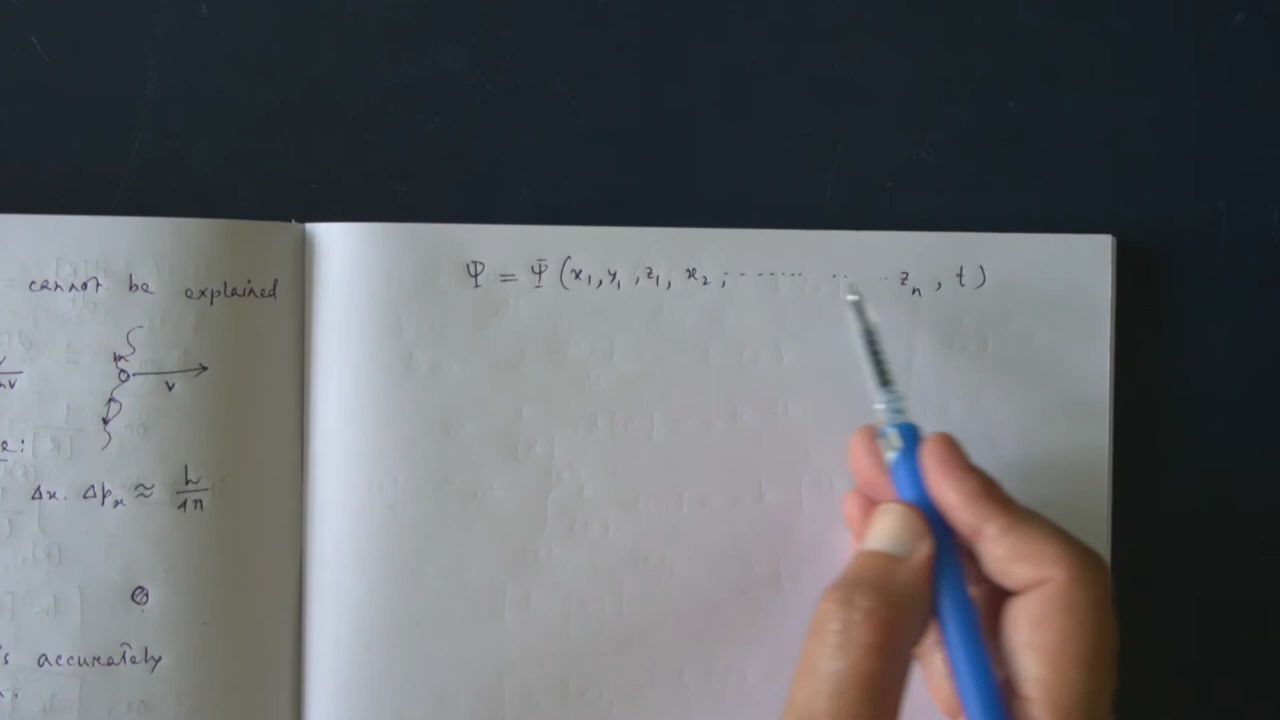 cannot be explained
v
e:
Δx. Δpₓ ≈ h/4π
s accurately
Ψ = Ψ (x₁, y₁, z₁, x₂; ------- .. .. zₙ, t)